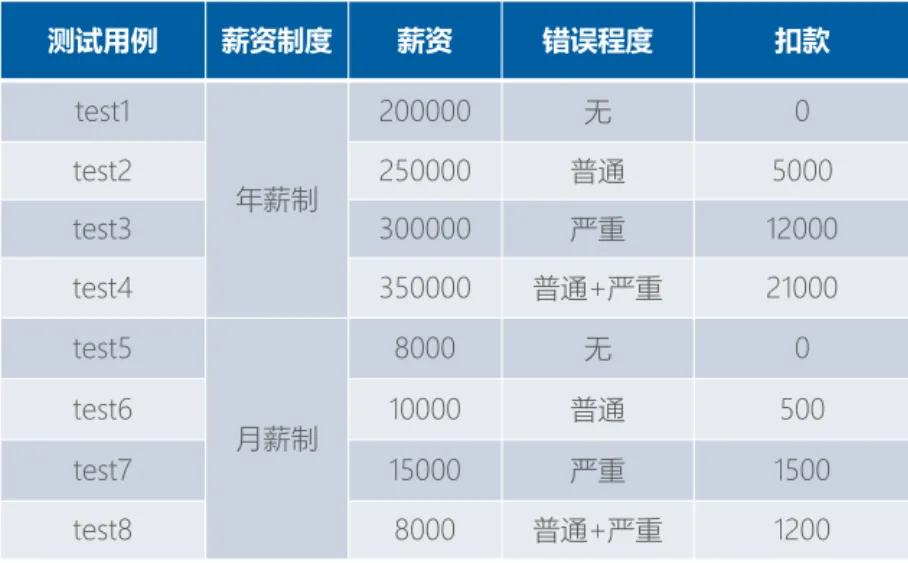 测试用例 薪资制度 薪资 错误程度 扣款
test1 200000 无 0
test2 250000 普通 5000
年薪制
test3 300000 严重 12000
test4 350000 普通+严重 21000
test5 8000 无 0
test6 10000 普通 500
月薪制
test7 15000 严重 1500
test8 8000 普通+严重 1200